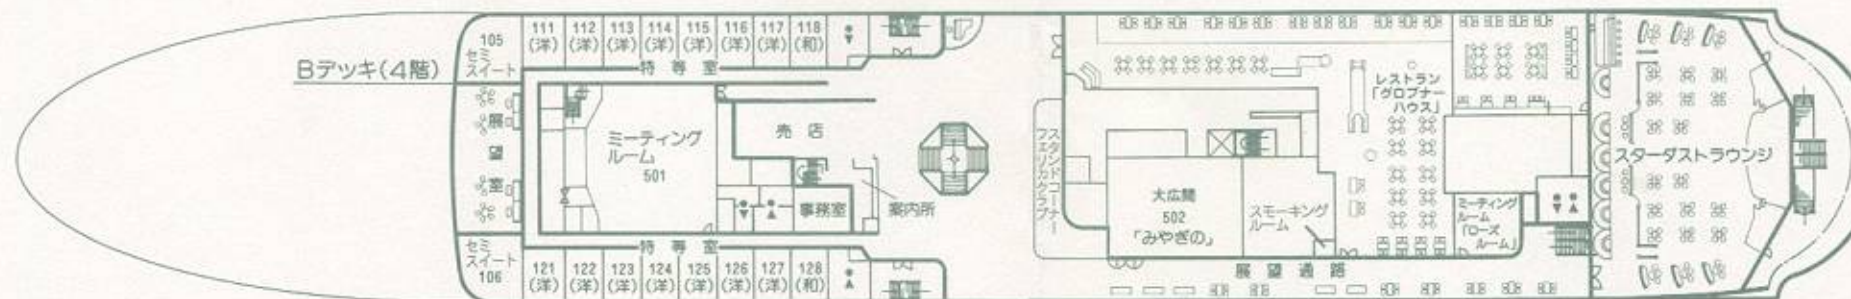 Bデッキ(4階)
105
セミ
スイート
111
(洋)
112
(洋)
113
(洋)
114
(洋)
115
(洋)
116
(洋)
117
(洋)
118
(和)
特等室
展望室
ミーティング
ルーム
501
売店
事務室
案内所
特等室
セミ
スイート
106
121
(洋)
122
(洋)
123
(洋)
124
(洋)
125
(洋)
126
(洋)
127
(洋)
128
(和)
スタンドコーナー
大広間
502
「みやぎの」
スモーキング
ルーム
レストラン
「グロブナー
ハウス」
ミーティング
ルーム
「ローズ
ルーム」
展望通路
スターダストラウンジ